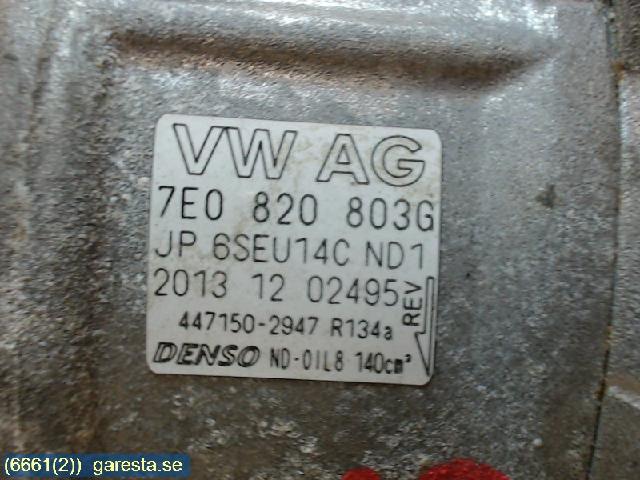 VW AG
7E0 820 803G
JP 6SEU14C ND1
2013 12 02495
REV
447150-2947 R134a
DENSO ND-OIL8 140cm³
(6661(2)) garesta.se